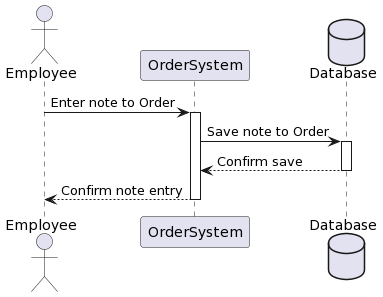 Employee
OrderSystem
Database
Enter note to Order
Save note to Order
Confirm save
Confirm note entry
Employee
OrderSystem
Database